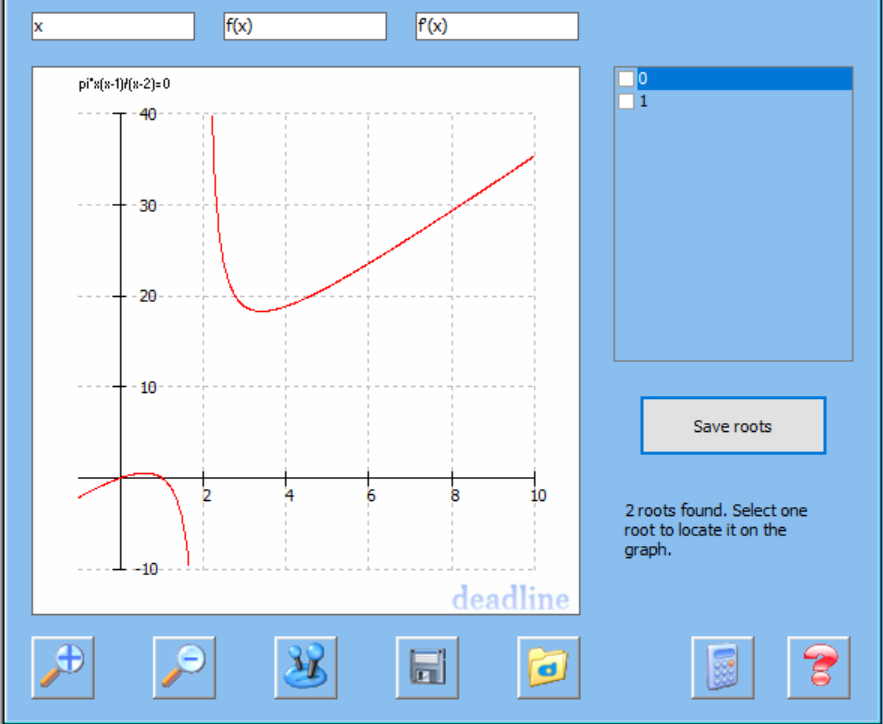 x
f(x)
f'(x)
pi*x(x-1)/(x-2)=0
40
30
20
10
-10
2
4
6
8
10
deadline
0
1
Save roots
2 roots found. Select one
root to locate it on the
graph.
d